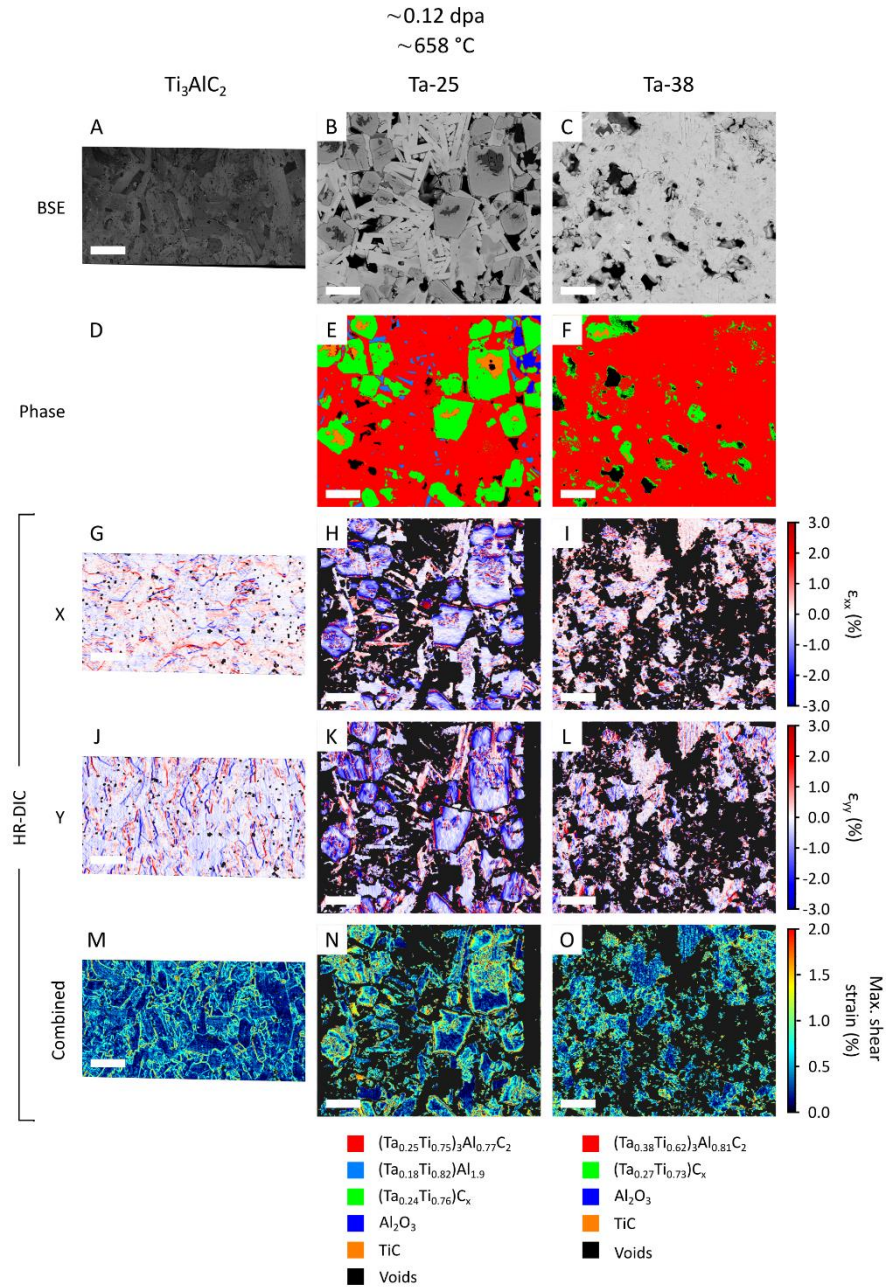 ~0.12 dpa
~658 °C
Ti₃AlC₂
Ta-25
Ta-38
A
B
C
BSE
D
E
F
Phase
G
H
I
X
3.0
2.0
1.0
0.0
-1.0
-2.0
-3.0
εxx (%)
HR-DIC
J
K
L
Y
3.0
2.0
1.0
0.0
-1.0
-2.0
-3.0
εyy (%)
M
N
O
Combined
2.0
1.5
1.0
0.5
0.0
Max. shear
strain (%)
(Ta₀.₂₅Ti₀.₇₅)₃Al₀.₇₇C₂
(Ta₀.₁₈Ti₀.₈₂)Al₁.₉
(Ta₀.₂₄Ti₀.₇₆)Cₓ
Al₂O₃
TiC
Voids
(Ta₀.₃₈Ti₀.₆₂)₃Al₀.₈₁C₂
(Ta₀.₂₇Ti₀.₇₃)Cₓ
Al₂O₃
TiC
Voids